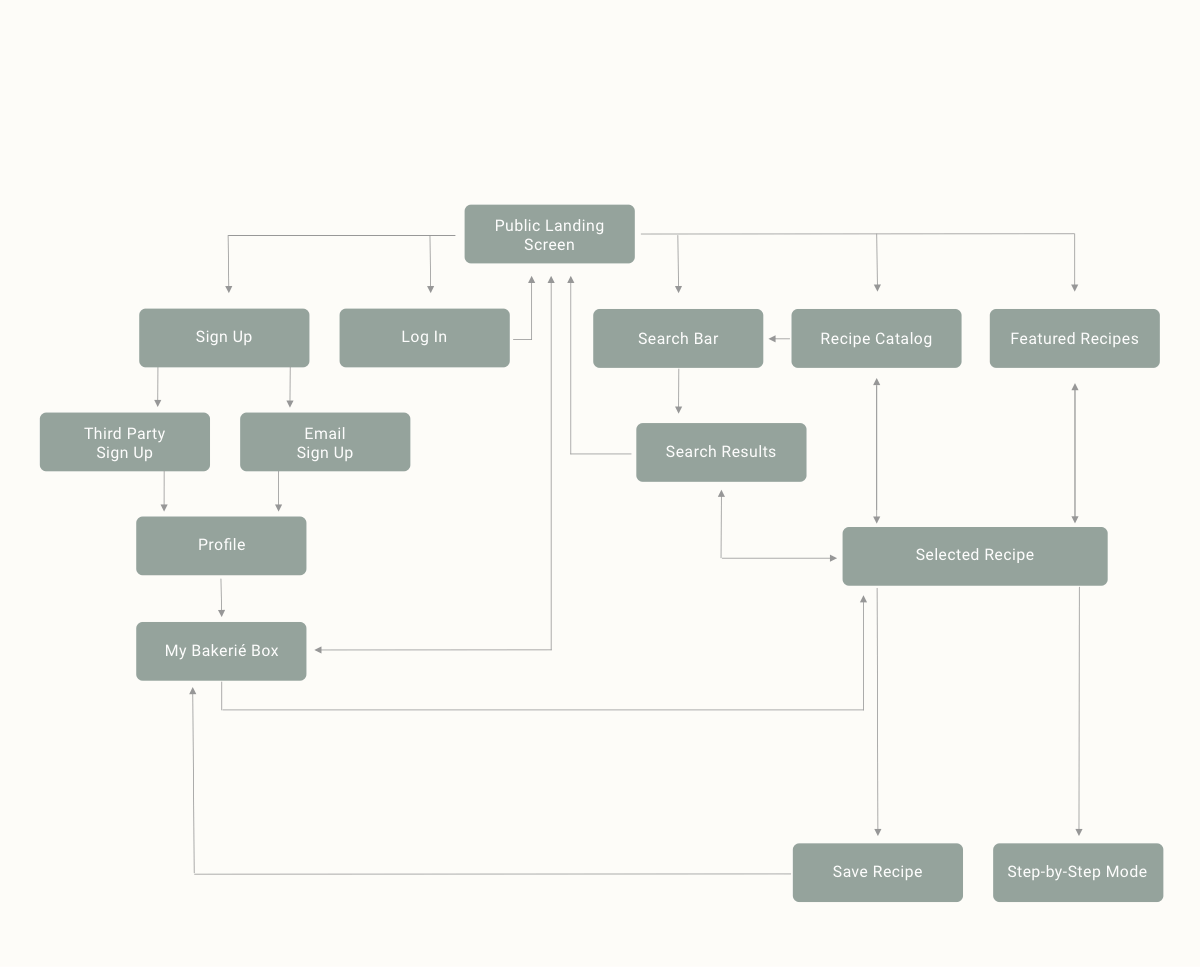 Public Landing
Screen
Sign Up
Log In
Search Bar
Recipe Catalog
Featured Recipes
Third Party
Sign Up
Email
Sign Up
Search Results
Profile
Selected Recipe
My Bakerié Box
Save Recipe
Step-by-Step Mode